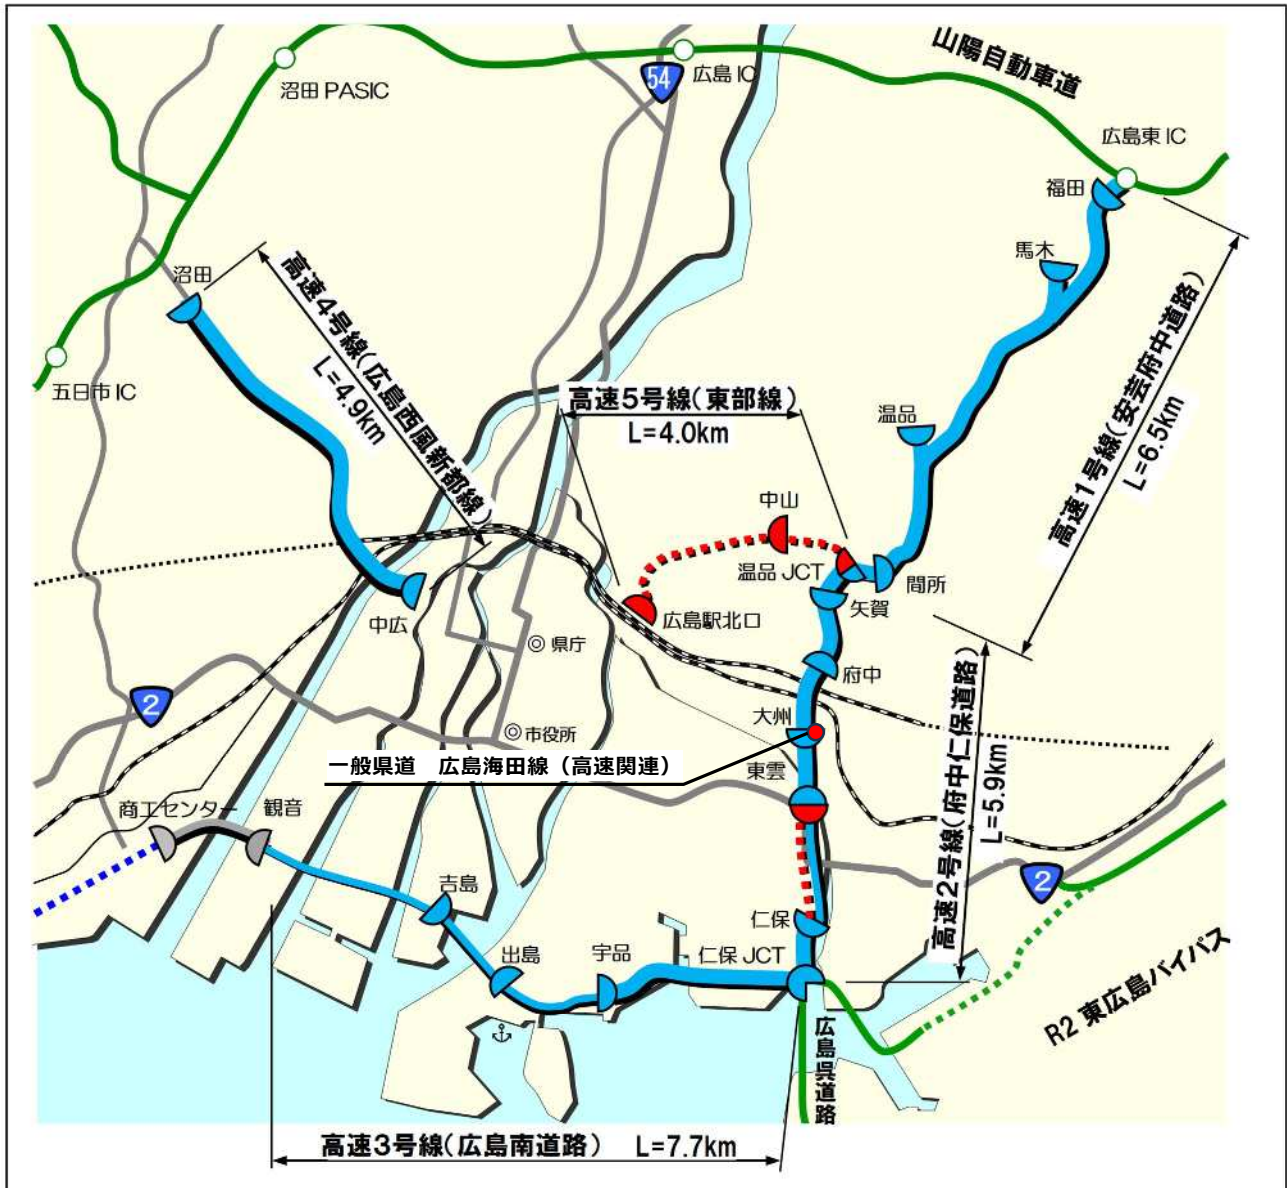 山陽自動車道
54
広島 IC
沼田 PASIC
広島東 IC
福田
馬木
沼田
高速4号線(広島西風新都線)
L=4.9km
五日市 IC
高速5号線(東部線)
L=4.0km
温品
高速1号線(安芸府中道路)
L=6.5km
中山
温品 JCT
間所
矢賀
広島駅北口
中広
県庁
府中
2
大州
市役所
一般県道 広島海田線(高速関連)
東雲
高速2号線(府中仁保道路)
L=5.9km
商工センター
観音
2
吉島
仁保
出島
宇品
仁保 JCT
R2 東広島バイパス
広島呉道路
高速3号線(広島南道路) L=7.7km